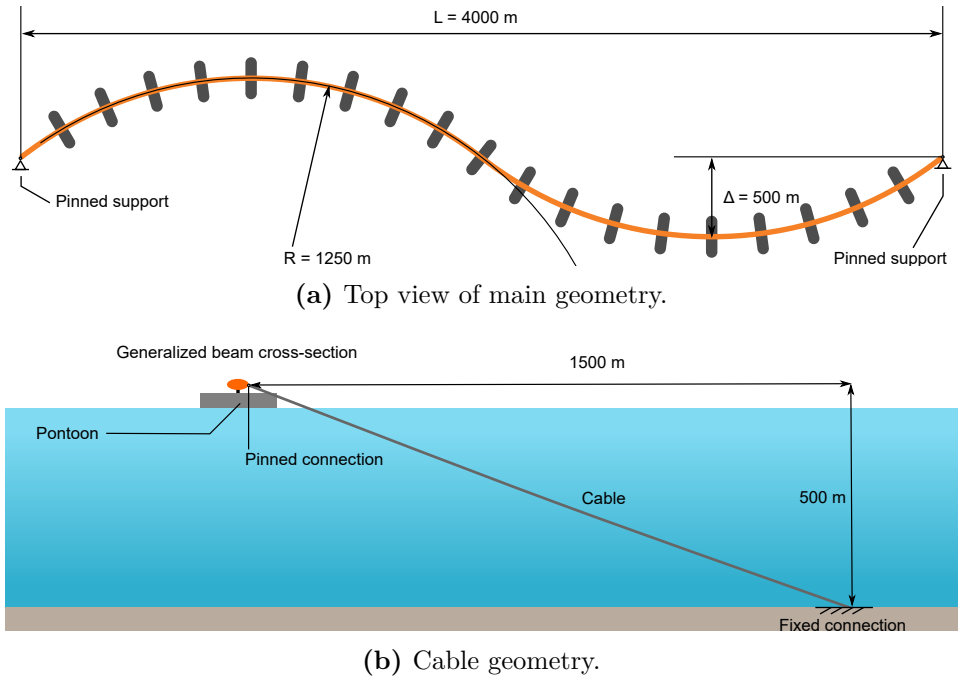 L = 4000 m
Pinned support
Δ = 500 m
R = 1250 m
Pinned support
(a) Top view of main geometry.
Generalized beam cross-section
1500 m
Pontoon
Pinned connection
Cable
500 m
Fixed connection
(b) Cable geometry.